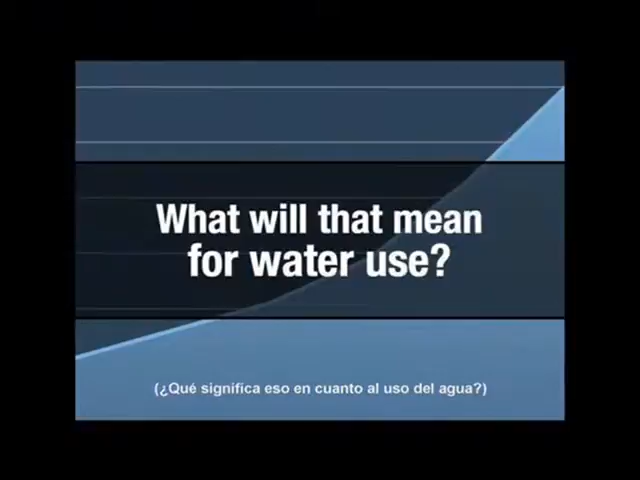 What will that mean
for water use?
(¿Qué significa eso en cuanto al uso del agua?)